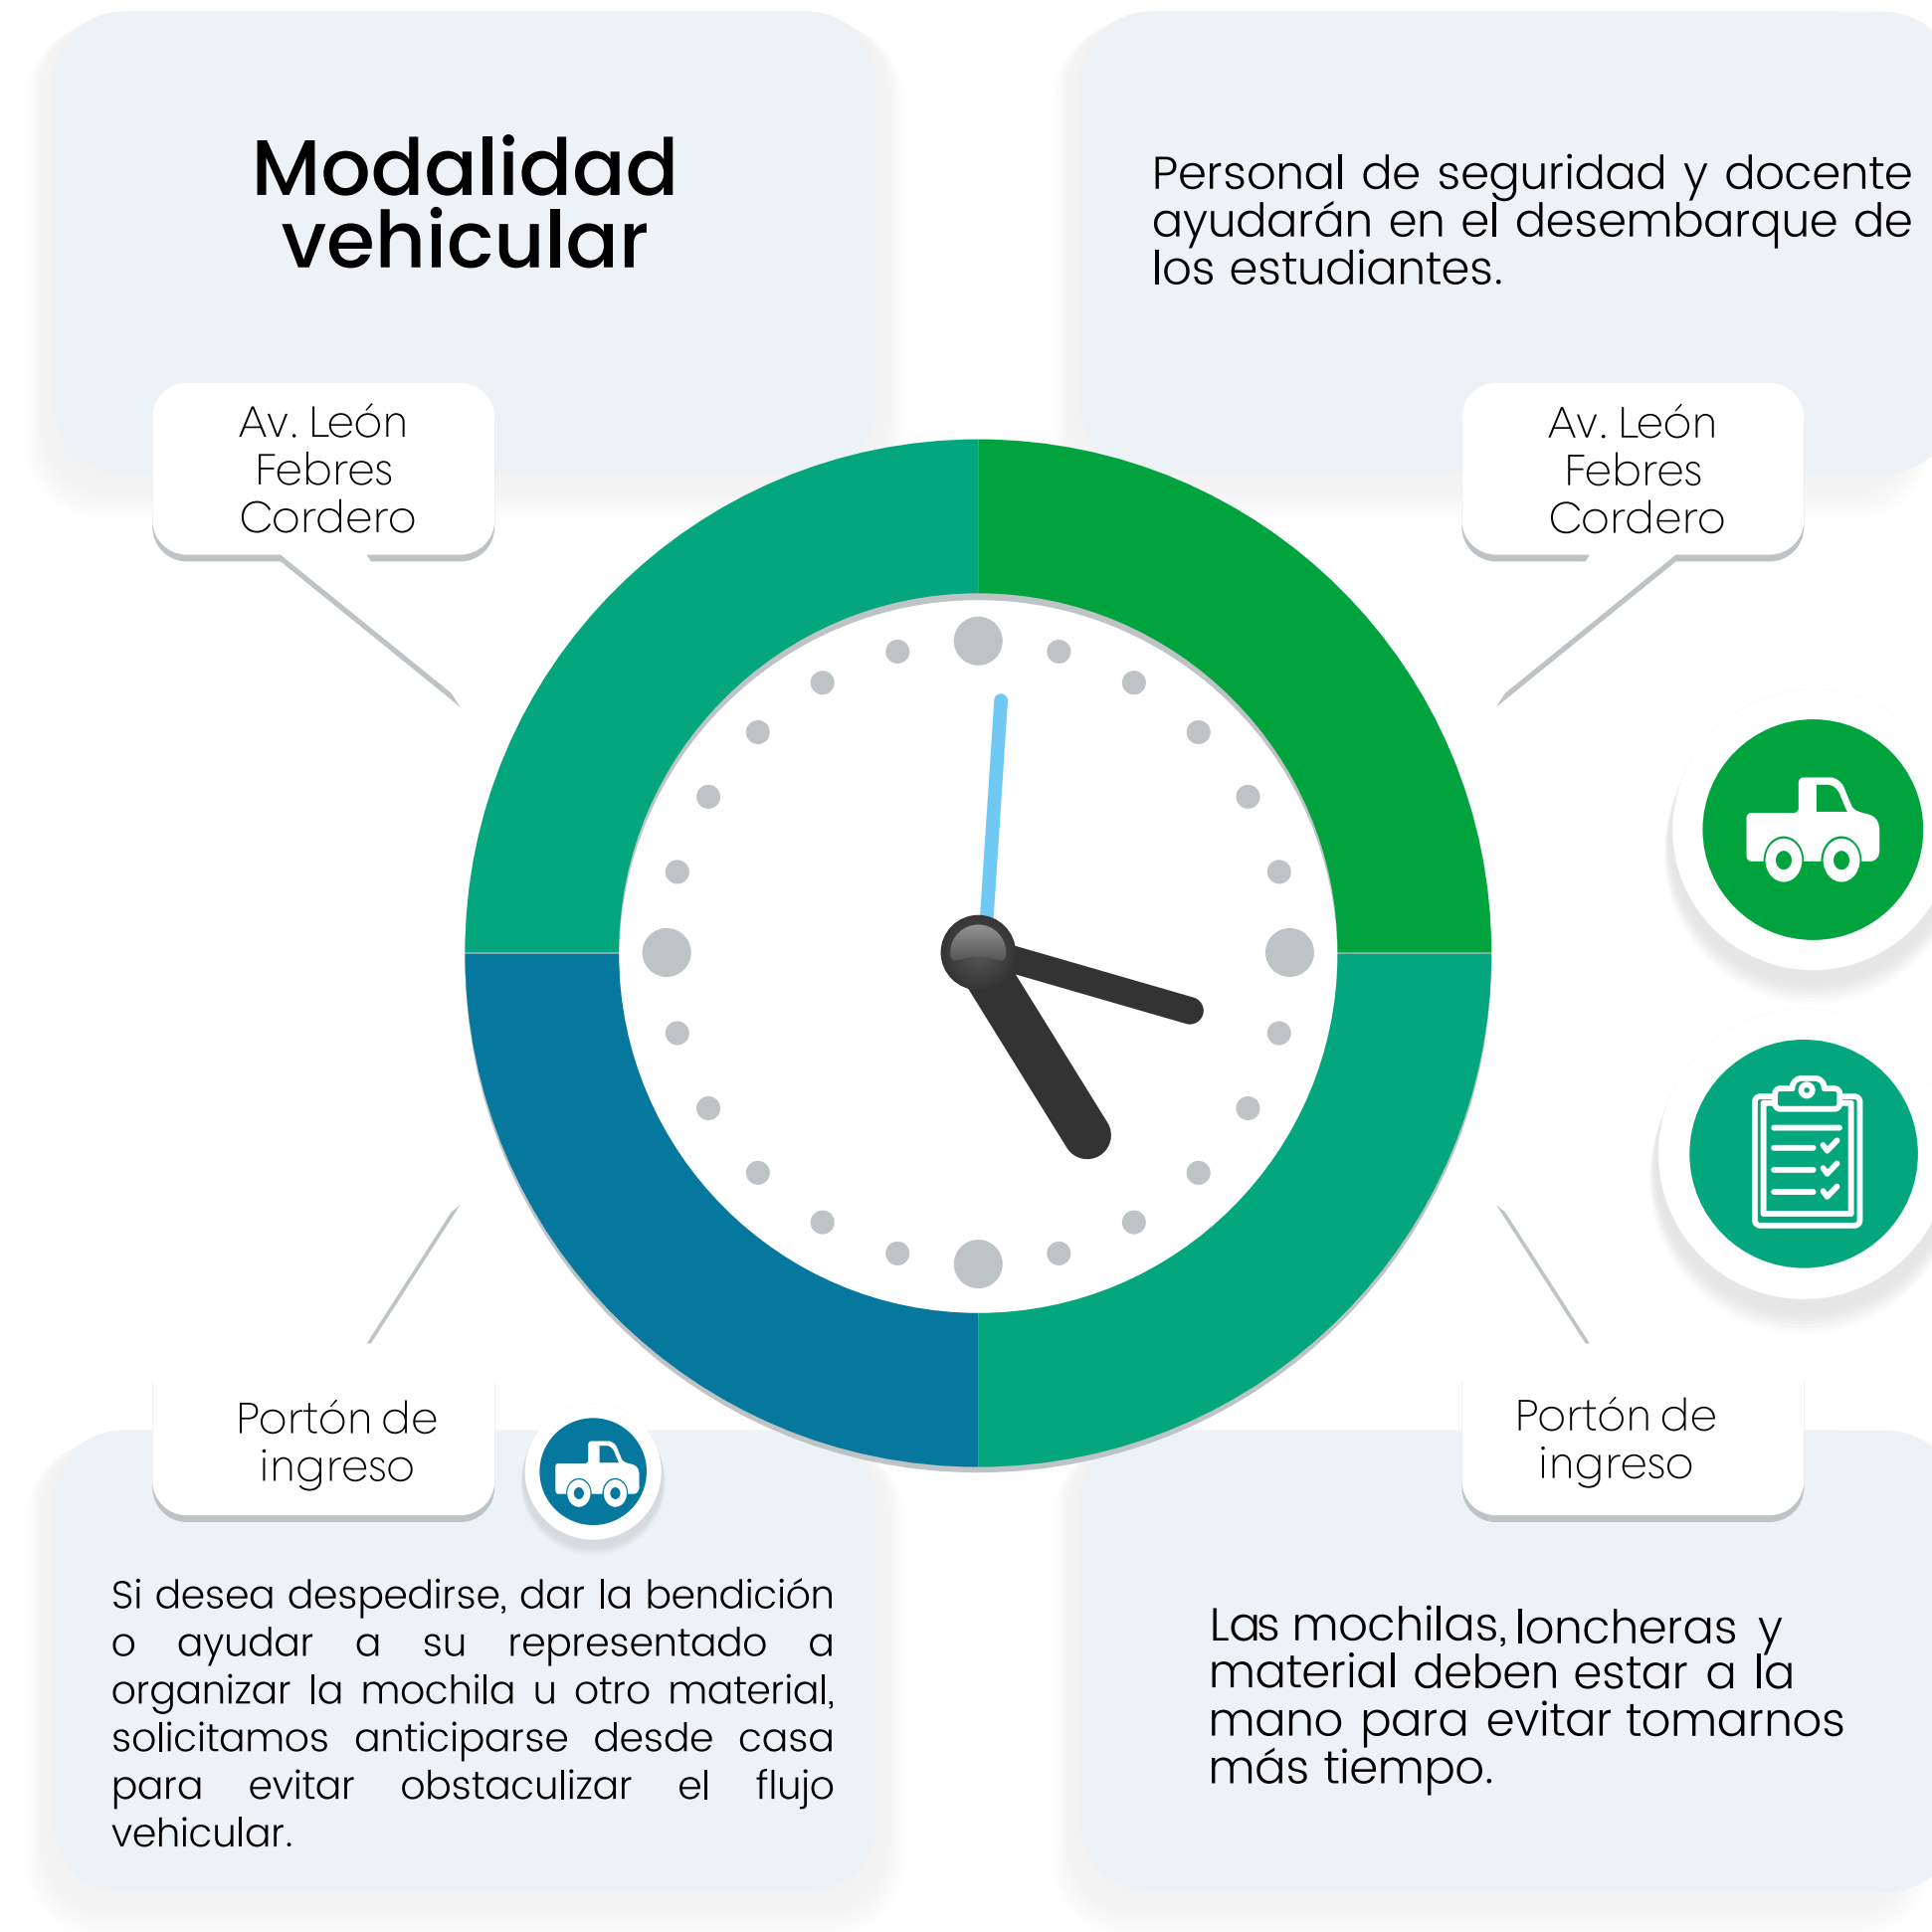 Modalidad
vehicular
Personal de seguridad y docente
ayudarán en el desembarque de
los estudiantes.
Av. León
Febres
Cordero
Av. León
Febres
Cordero
Portón de
ingreso
Portón de
ingreso
Si desea despedirse, dar la bendición
o ayudar a su representado a
organizar la mochila u otro material,
solicitamos anticiparse desde casa
para evitar obstaculizar el flujo
vehicular.
Las mochilas, loncheras y
material deben estar a la
mano para evitar tomarnos
más tiempo.